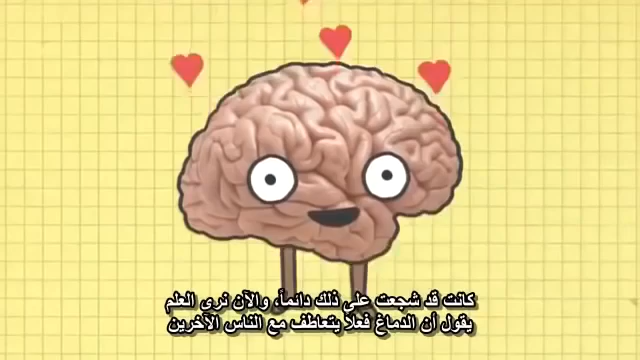 كانت قد شجعت على ذلك دائماً، والآن نرى العلم
يقول أن الدماغ فعلاً يتعاطف مع الناس الآخرين